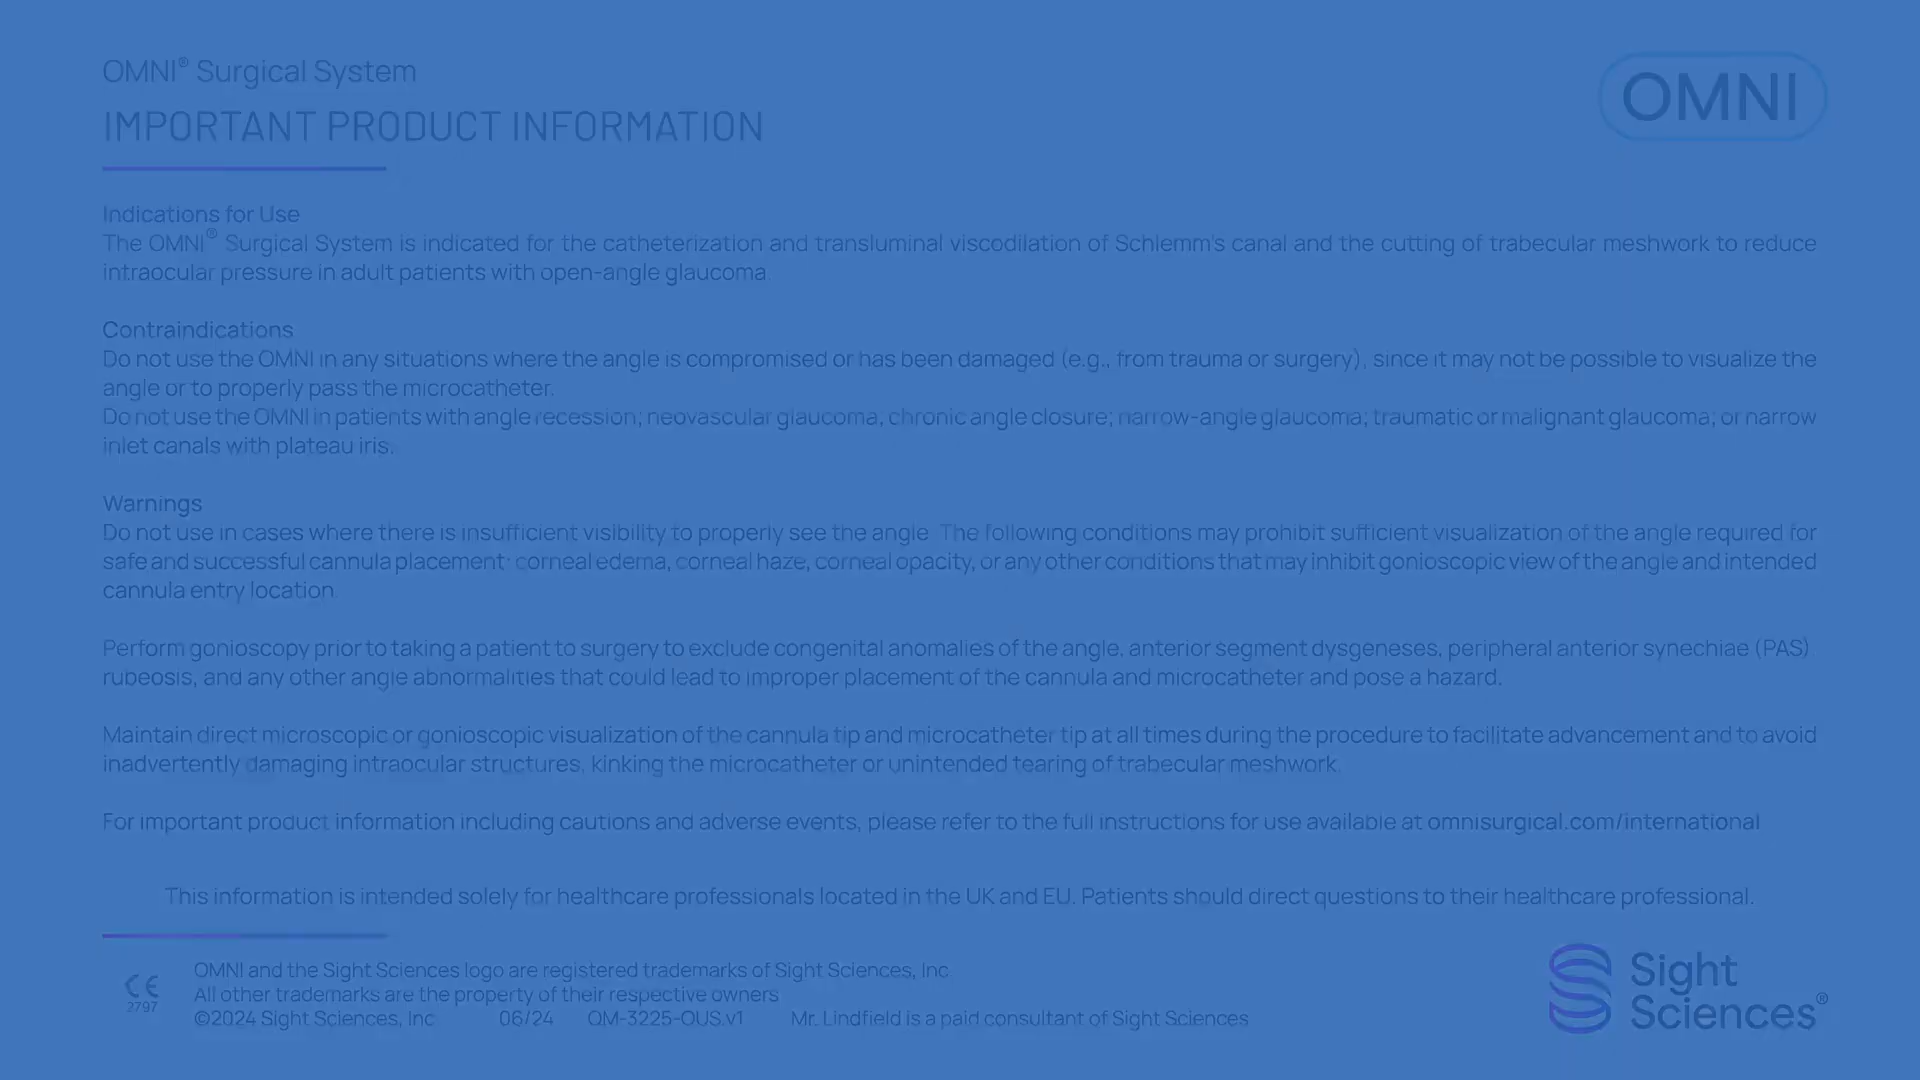 OMNI® Surgical System
OMNI
IMPORTANT PRODUCT INFORMATION
Indications for Use
The OMNI® Surgical System is indicated for the catheterization and transluminal viscodilation of Schlemm's canal and the cutting of trabecular meshwork to reduce
intraocular pressure in adult patients with open-angle glaucoma.
Contraindications
Do not use the OMNI in any situations where the angle is compromised or has been damaged (e.g., from trauma or surgery), since it may not be possible to visualize the
angle or to properly pass the microcatheter.
Do not use the OMNI in patients with angle recession; neovascular glaucoma; chronic angle closure; narrow-angle glaucoma; traumatic or malignant glaucoma; or narrow
inlet canals with plateau iris.
Warnings
Do not use in cases where there is insufficient visibility to properly see the angle. The following conditions may prohibit sufficient visualization of the angle required for
safe and successful cannula placement: corneal edema, corneal haze, corneal opacity, or any other conditions that may inhibit gonioscopic view of the angle and intended
cannula entry location.
Perform gonioscopy prior to taking a patient to surgery to exclude congenital anomalies of the angle, anterior segment dysgeneses, peripheral anterior synechiae (PAS)
rubeosis, and any other angle abnormalities that could lead to improper placement of the cannula and microcatheter and pose a hazard.
Maintain direct microscopic or gonioscopic visualization of the cannula tip and microcatheter tip at all times during the procedure to facilitate advancement and to avoid
inadvertently damaging intraocular structures, kinking the microcatheter or unintended tearing of trabecular meshwork.
For important product information including cautions and adverse events, please refer to the full instructions for use available at omnisurgical.com/international
This information is intended solely for healthcare professionals located in the UK and EU. Patients should direct questions to their healthcare professional.
CE
2797
OMNI and the Sight Sciences logo are registered trademarks of Sight Sciences, Inc.
All other trademarks are the property of their respective owners
©2024 Sight Sciences, Inc 06/24 OM-3225-OUS.v1 Mr. Lindfield is a paid consultant of Sight Sciences
Sight
Sciences®